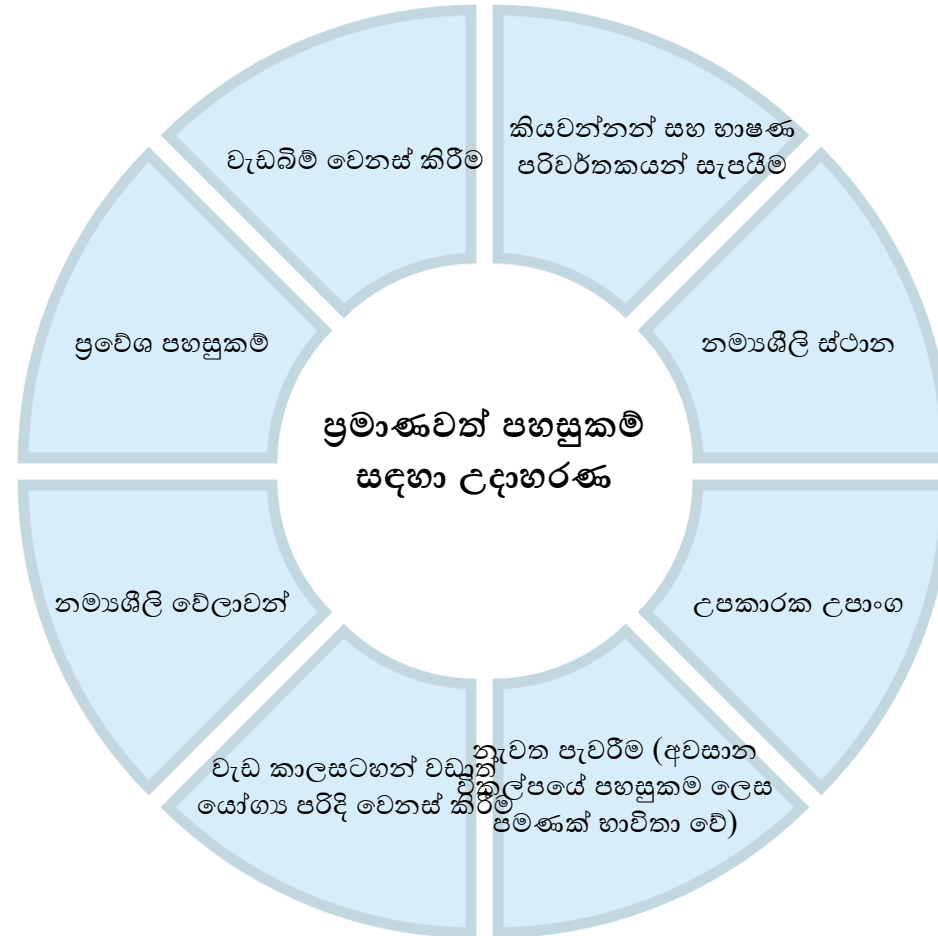 ප්‍රමාණවත් පහසුකම්
සඳහා උදාහරණ
කියවන්නන් සහ භාෂණ
පරිවර්තකයන් සැපයීම
නම්‍යශීලි ස්ථාන
උපකාරක උපාංග
නැවත පැවරීම (අවසාන
විකල්පයේ පහසුකම ලෙස
පමණක් භාවිතා වේ)
වැඩ කාලසටහන් වඩාත්
යෝග්‍ය පරිදි වෙනස් කිරීම
නම්‍යශීලි වේලාවන්
ප්‍රවේශ පහසුකම්
වැඩබිම් වෙනස් කිරීම